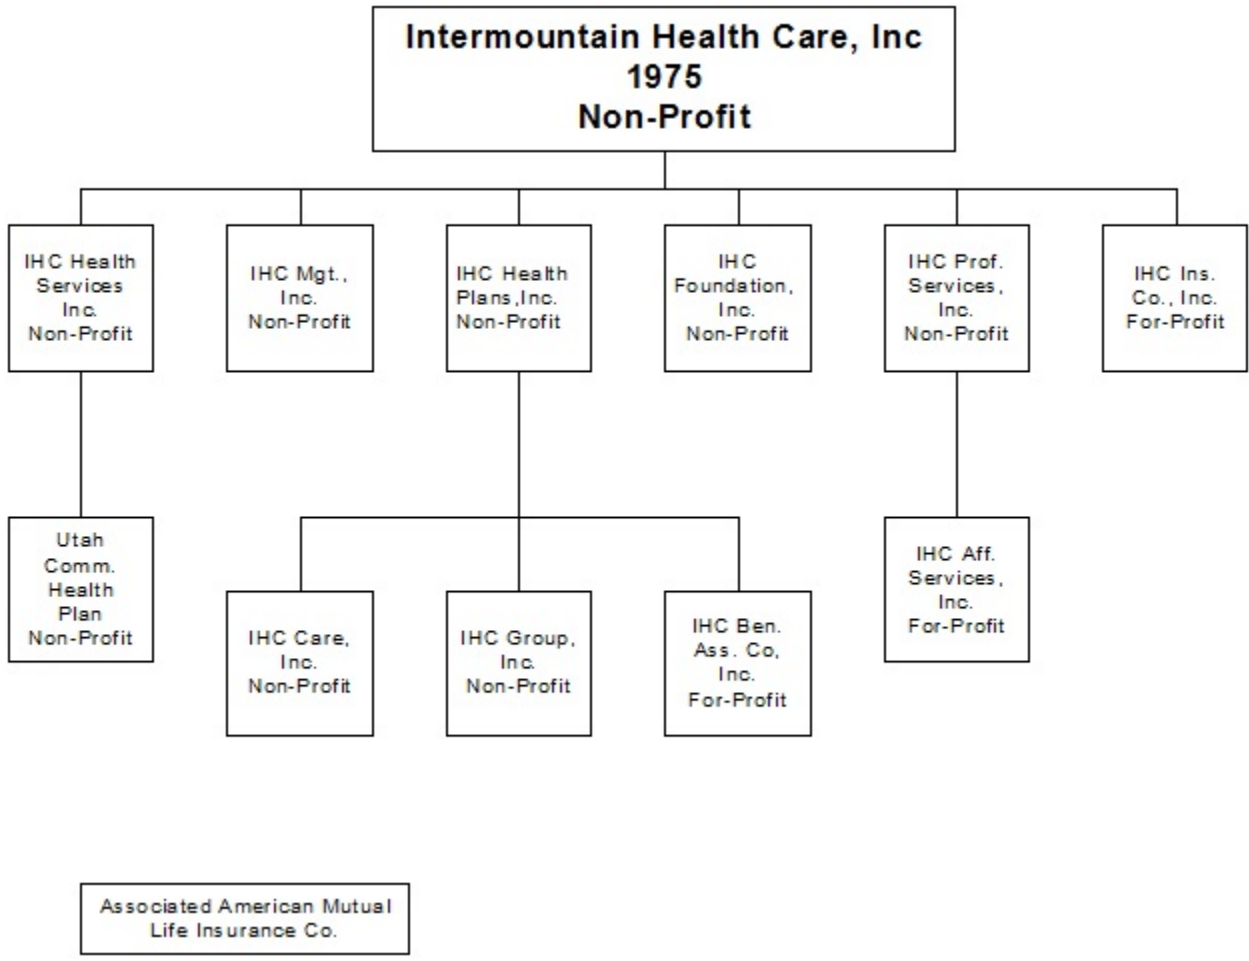 Intermountain Health Care, Inc
1975
Non-Profit
IHC Health
Services
Inc.
Non-Profit
IHC Mgt.,
Inc.
Non-Profit
IHC Health
Plans,Inc.
Non-Profit
IHC
Foundation,
Inc.
Non-Profit
IHC Prof.
Services,
Inc.
Non-Profit
IHC Ins.
Co., Inc.
For-Profit
Utah
Comm.
Health
Plan
Non-Profit
IHC Care,
Inc.
Non-Profit
IHC Group,
Inc.
Non-Profit
IHC Ben.
Ass. Co,
Inc.
For-Profit
IHC Aff.
Services,
Inc.
For-Profit
Associated American Mutual
Life Insurance Co.